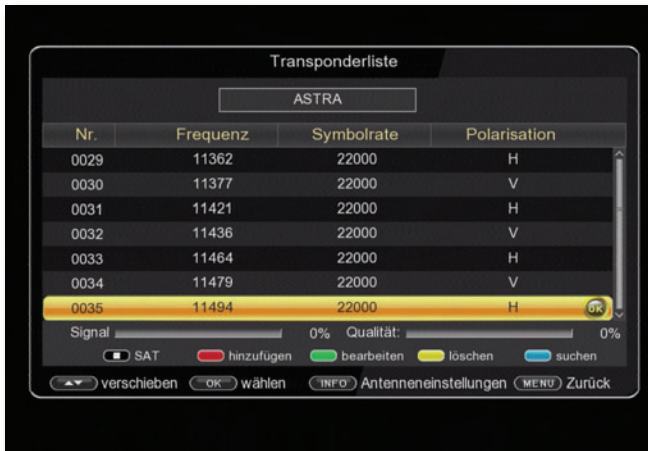 Transponderliste
ASTRA
Nr. Frequenz Symbolrate Polarisation
0029 11362 22000 H
0030 11377 22000 V
0031 11421 22000 H
0032 11436 22000 V
0033 11464 22000 H
0034 11479 22000 V
0035 11494 22000 H OK
Signal 0% Qualität: 0%
SAT hinzufügen bearbeiten löschen suchen
verschieben OK wählen INFO Antenneneinstellungen MENU Zurück